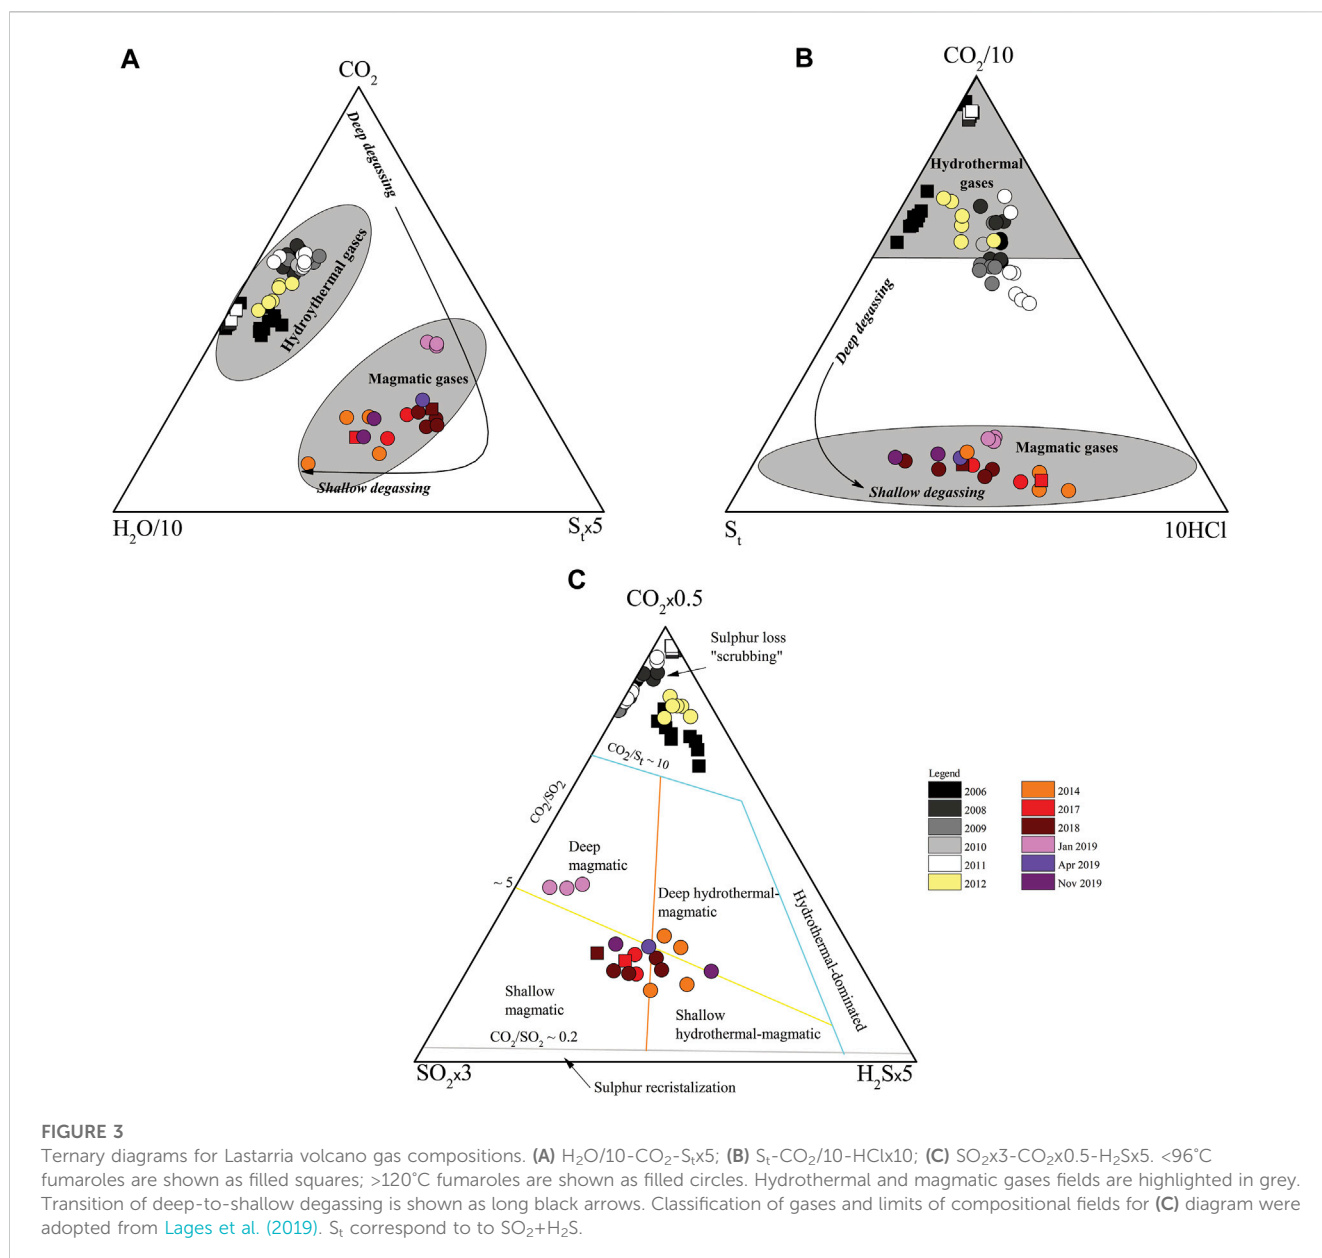 A
CO2
Deep degassing
Hydroythermal gases
Magmatic gases
Shallow degassing
H2O/10
Stx5
B
CO2/10
Hydrothermal
gases
Deep degassing
Magmatic gases
Shallow degassing
St
10HCl
C
CO2x0.5
Sulphur loss
"scrubbing"
CO2/St ~ 10
CO2/SO2
Deep
magmatic
~ 5
Deep hydrothermal-
magmatic
Hydrothermal-dominated
Shallow
magmatic
Shallow
hydrothermal-magmatic
CO2/SO2 ~ 0.2
SO2x3
H2Sx5
Sulphur recristalization
Legend
2006
2008
2009
2010
2011
2012
2014
2017
2018
Jan 2019
Apr 2019
Nov 2019
FIGURE 3
Ternary diagrams for Lastarria volcano gas compositions. (A) H2O/10-CO2-Stx5; (B) St-CO2/10-HClx10; (C) SO2x3-CO2x0.5-H2Sx5. <96°C
fumaroles are shown as filled squares; >120°C fumaroles are shown as filled circles. Hydrothermal and magmatic gases fields are highlighted in grey.
Transition of deep-to-shallow degassing is shown as long black arrows. Classification of gases and limits of compositional fields for (C) diagram were
adopted from Lages et al. (2019). St correspond to to SO2+H2S.